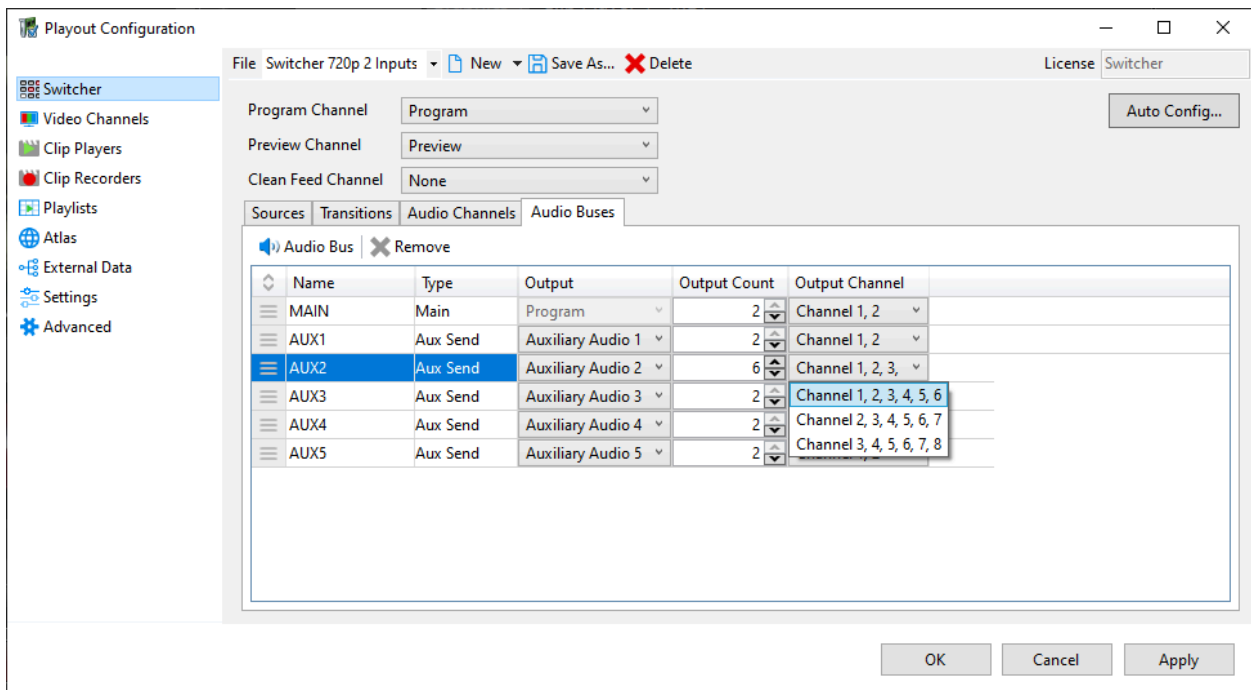 Playout Configuration
File Switcher 720p 2 Inputs New Save As... Delete License Switcher
Switcher
Video Channels
Clip Players
Clip Recorders
Playlists
Atlas
External Data
Settings
Advanced
Program Channel Program Auto Config...
Preview Channel Preview
Clean Feed Channel None
Sources Transitions Audio Channels Audio Buses
Audio Bus Remove
Name Type Output Output Count Output Channel
MAIN Main Program 2 Channel 1, 2
AUX1 Aux Send Auxiliary Audio 1 2 Channel 1, 2
AUX2 Aux Send Auxiliary Audio 2 6 Channel 1, 2, 3,
AUX3 Aux Send Auxiliary Audio 3 2 Channel 1, 2, 3, 4, 5, 6
AUX4 Aux Send Auxiliary Audio 4 2 Channel 2, 3, 4, 5, 6, 7
AUX5 Aux Send Auxiliary Audio 5 2 Channel 3, 4, 5, 6, 7, 8
OK Cancel Apply